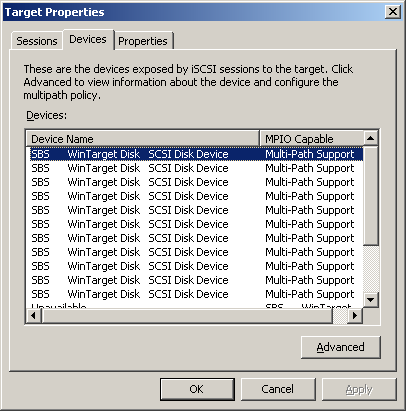 Target Properties
Sessions Devices Properties
These are the devices exposed by iSCSI sessions to the target. Click
Advanced to view information about the device and configure the
multipath policy.
Devices:
Device Name MPIO Capable
SBS WinTarget Disk SCSI Disk Device Multi-Path Support
SBS WinTarget Disk SCSI Disk Device Multi-Path Support
SBS WinTarget Disk SCSI Disk Device Multi-Path Support
SBS WinTarget Disk SCSI Disk Device Multi-Path Support
SBS WinTarget Disk SCSI Disk Device Multi-Path Support
SBS WinTarget Disk SCSI Disk Device Multi-Path Support
SBS WinTarget Disk SCSI Disk Device Multi-Path Support
SBS WinTarget Disk SCSI Disk Device Multi-Path Support
SBS WinTarget Disk SCSI Disk Device Multi-Path Support
SBS WinTarget Disk SCSI Disk Device Multi-Path Support
SBS WinTarget Disk SCSI Disk Device Multi-Path Support
Unavailable SBS WinTarget
Advanced
OK Cancel Apply